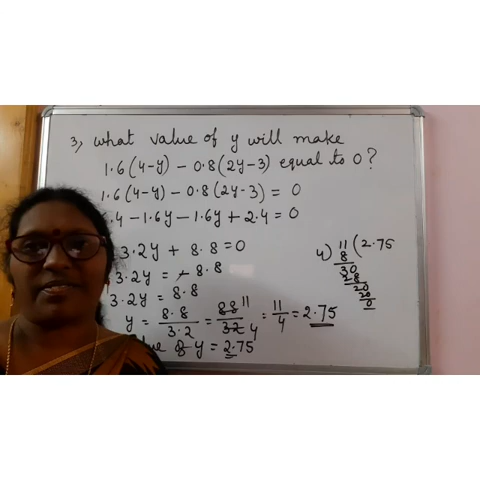 3, what value of y will make
1.6(4-y) - 0.8(2y-3) equal to 0?
1.6(4-y) - 0.8(2y-3) = 0
.4 - 1.6y - 1.6y + 2.4 = 0
3.2y + 8.8 = 0
3.2y = -8.8
3.2y = 8.8
y = 8.8/3.2 = 88/32 11/4 = 11/4 = 2.75
of y = 2.75
4) 11 (2.75
8
30
28
20
20
0